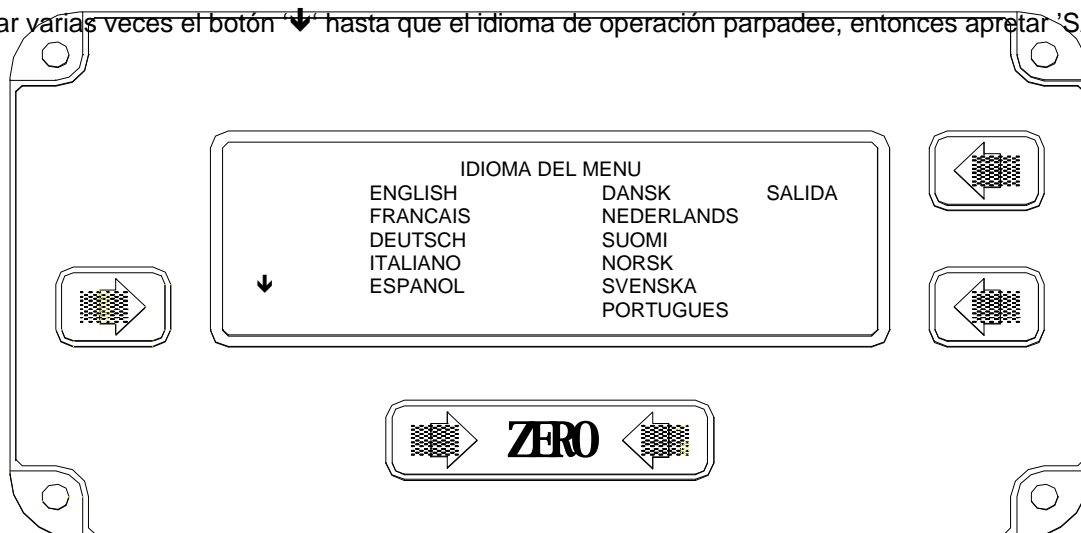 varias veces el botón ‘🡻‘ hasta que el idioma de operación parpadee, entonces apretar ’S
IDIOMA DEL MENU
ENGLISH DANSK SALIDA
FRANCAIS NEDERLANDS
DEUTSCH SUOMI
ITALIANO NORSK
🡻 ESPANOL SVENSKA
PORTUGUES
ZERO